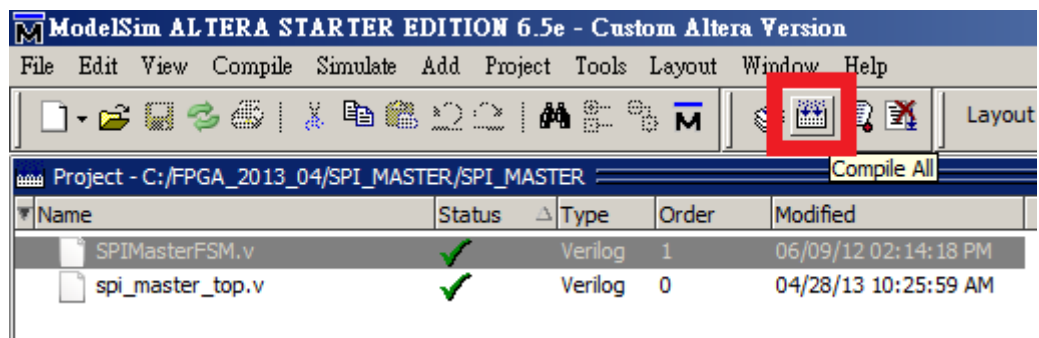 ModelSim ALTERA STARTER EDITION 6.5e - Custom Altera Version
File Edit View Compile Simulate Add Project Tools Layout Window Help
Layout
Compile All
Project - C:/FPGA_2013_04/SPI_MASTER/SPI_MASTER
Name Status Type Order Modified
SPIMasterFSM.v Verilog 1 06/09/12 02:14:18 PM
spi_master_top.v Verilog 0 04/28/13 10:25:59 AM